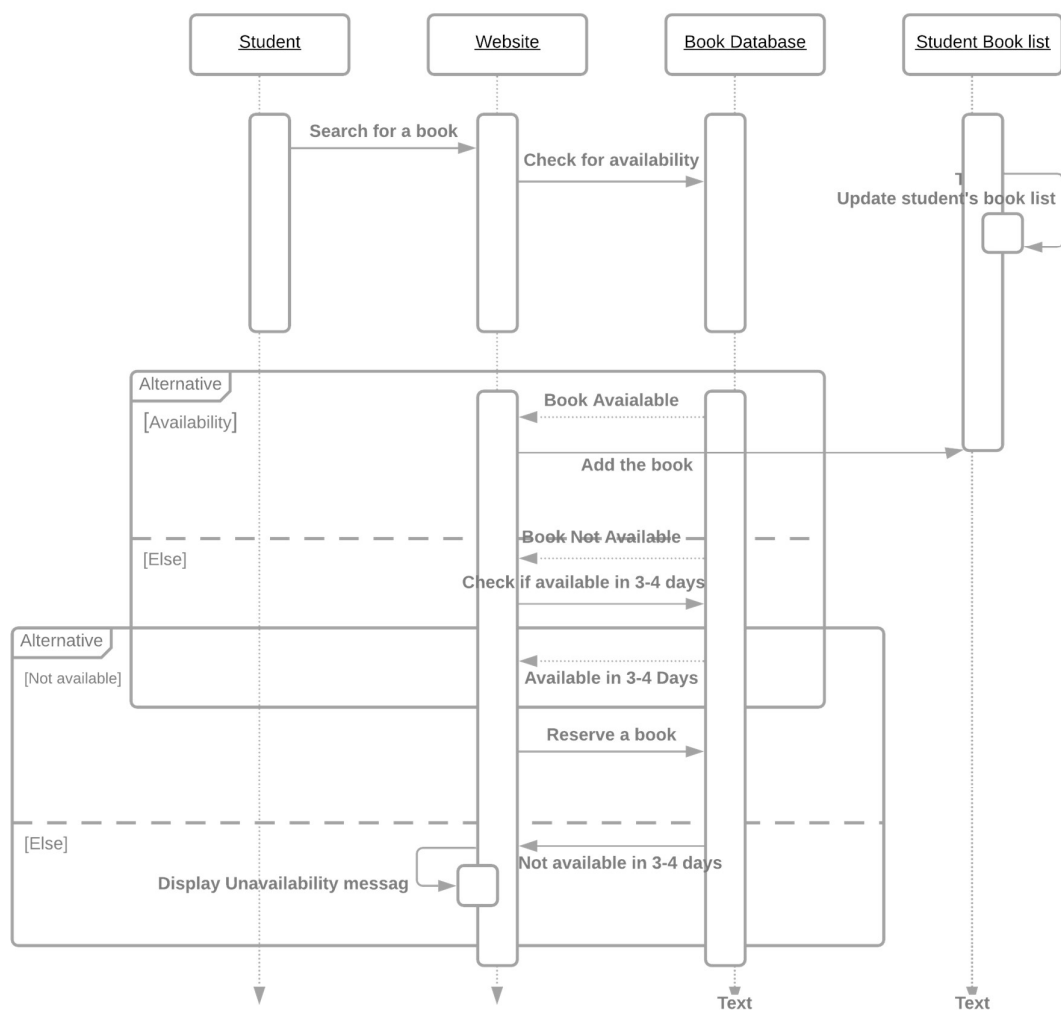 Student
Website
Book Database
Student Book list
Search for a book
Check for availability
T
Update student's book list
Alternative
[Availability]
Book Avaialable
Add the book
Book Not Available
[Else]
Check if available in 3-4 days
Alternative
[Not available]
Available in 3-4 Days
Reserve a book
[Else]
Not available in 3-4 days
Display Unavailability messag
Text
Text